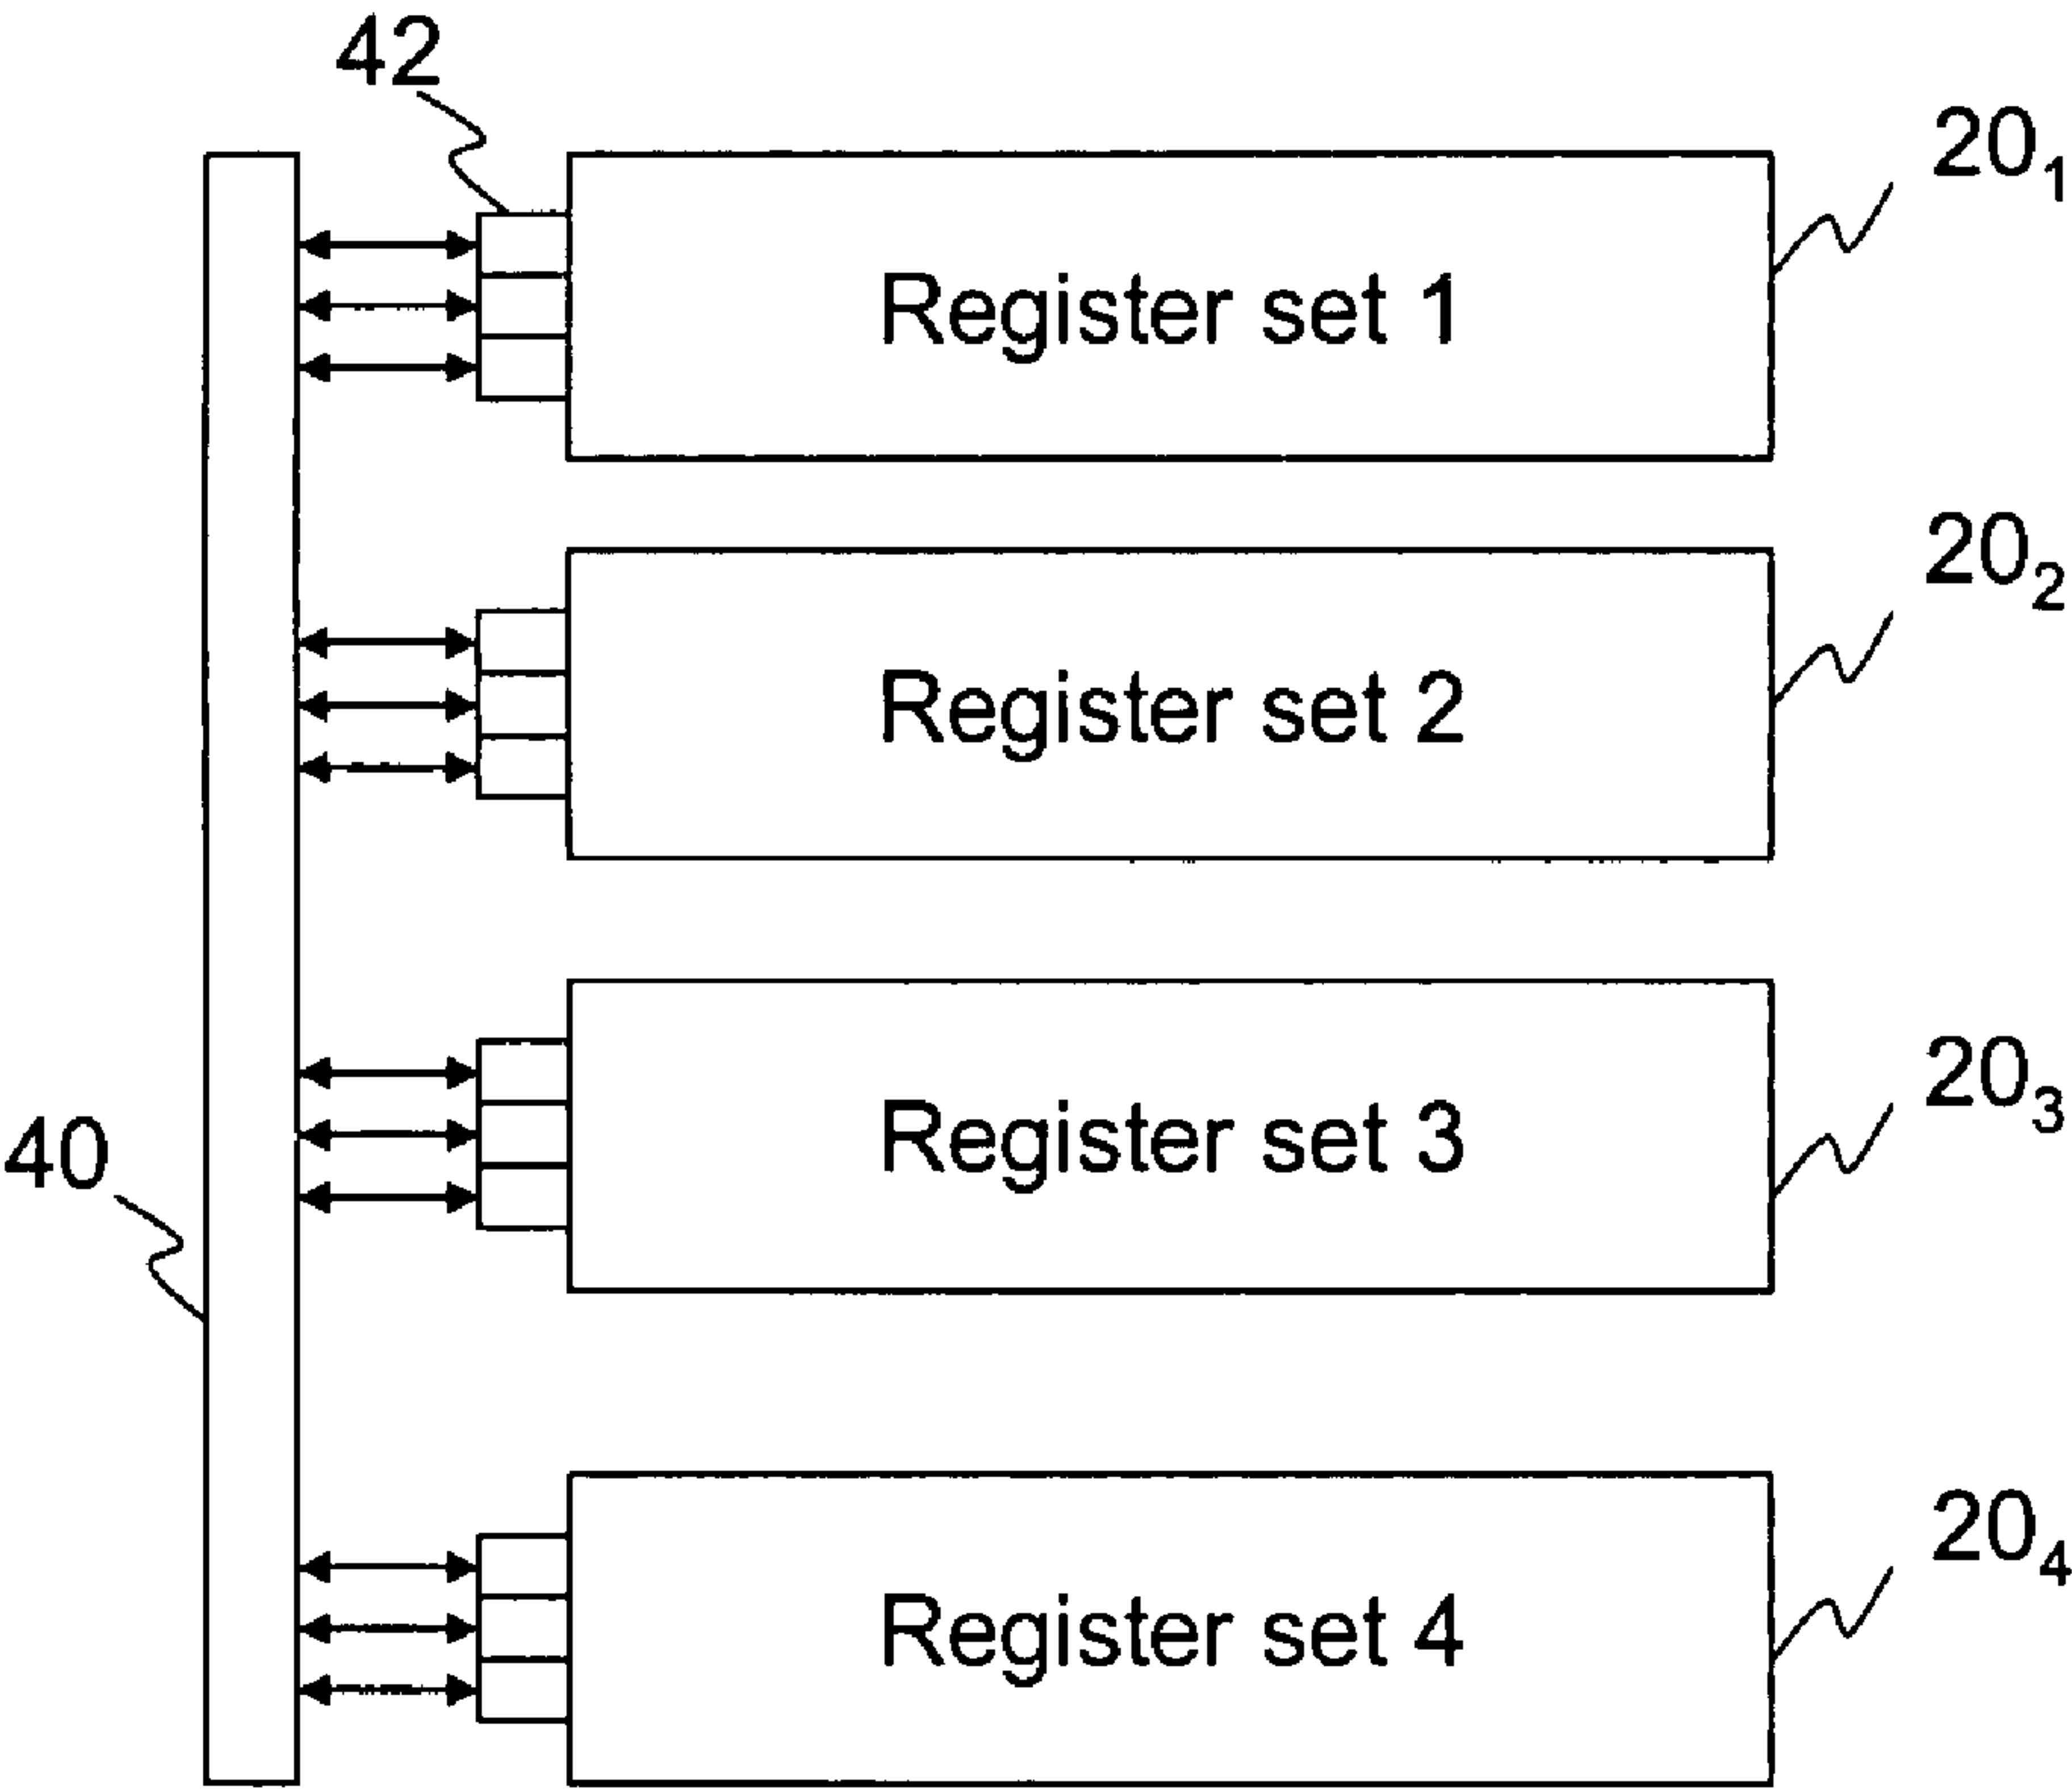 42
20₁
Register set 1
20₂
Register set 2
20₃
Register set 3
40
20₄
Register set 4